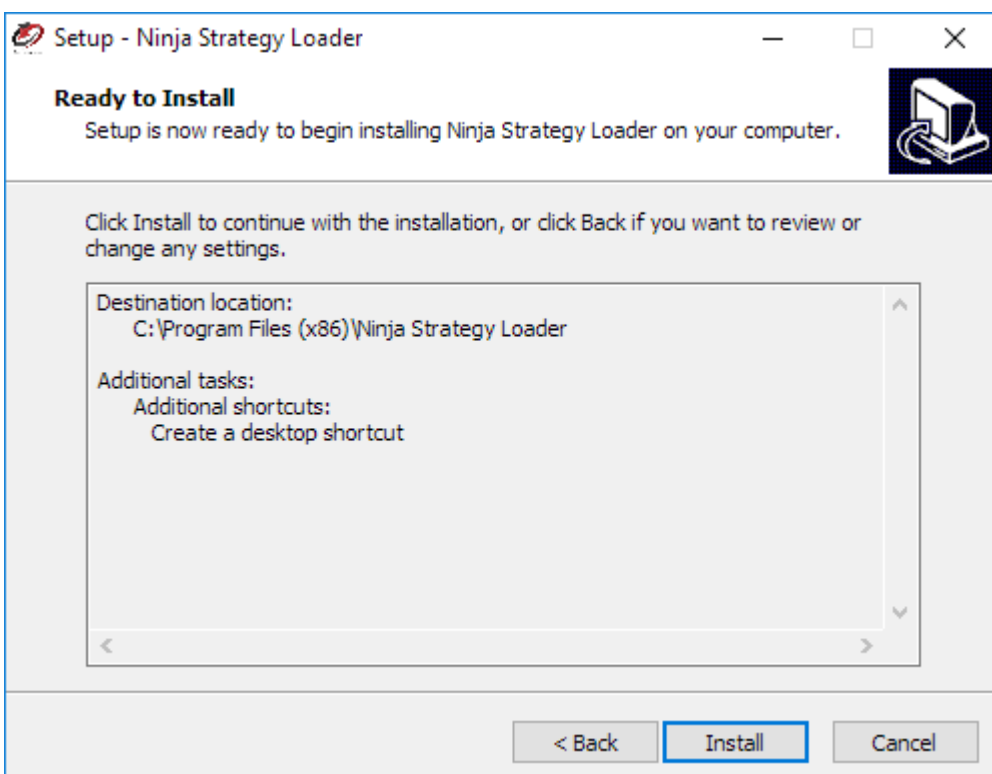 Setup - Ninja Strategy Loader
Ready to Install
Setup is now ready to begin installing Ninja Strategy Loader on your computer.
Click Install to continue with the installation, or click Back if you want to review or
change any settings.
Destination location:
C:\Program Files (x86)\Ninja Strategy Loader
Additional tasks:
Additional shortcuts:
Create a desktop shortcut
< Back
Install
Cancel